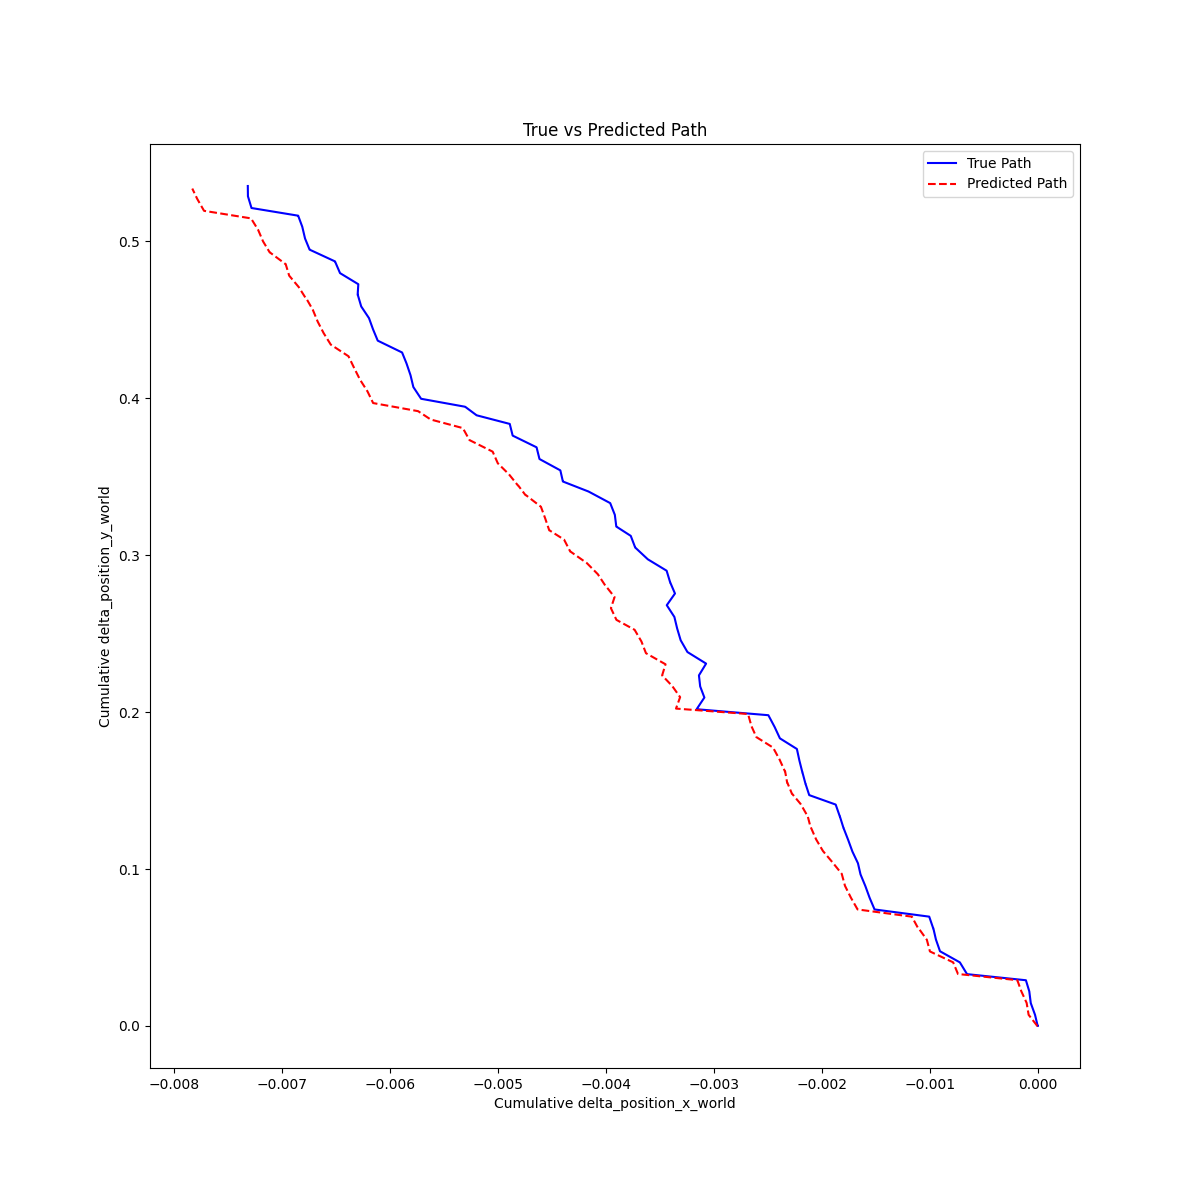 True vs Predicted Path
True Path
Predicted Path
Cumulative delta_position_y_world
0.5
0.4
0.3
0.2
0.1
0.0
−0.008 −0.007 −0.006 −0.005 −0.004 −0.003 −0.002 −0.001 0.000
Cumulative delta_position_x_world